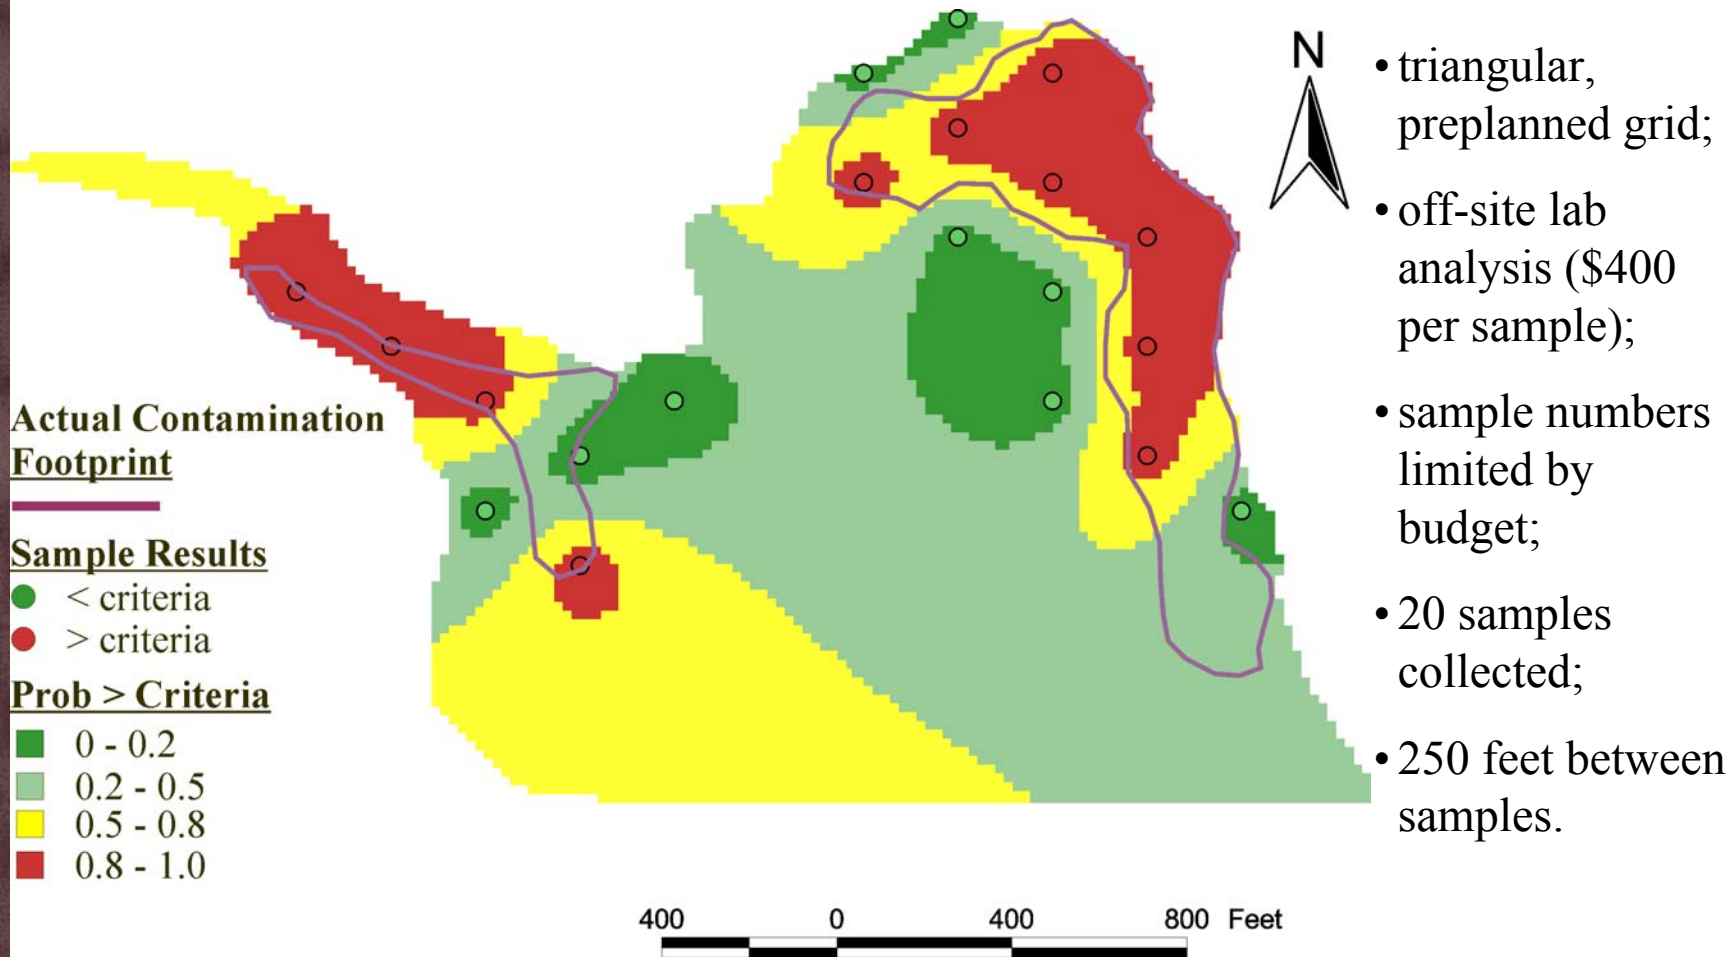 N
Actual Contamination
Footprint
Sample Results
< criteria
> criteria
Prob > Criteria
0 - 0.2
0.2 - 0.5
0.5 - 0.8
0.8 - 1.0
400 0 400 800 Feet
• triangular,
preplanned grid;
• off-site lab
analysis ($400
per sample);
• sample numbers
limited by
budget;
• 20 samples
collected;
• 250 feet between
samples.